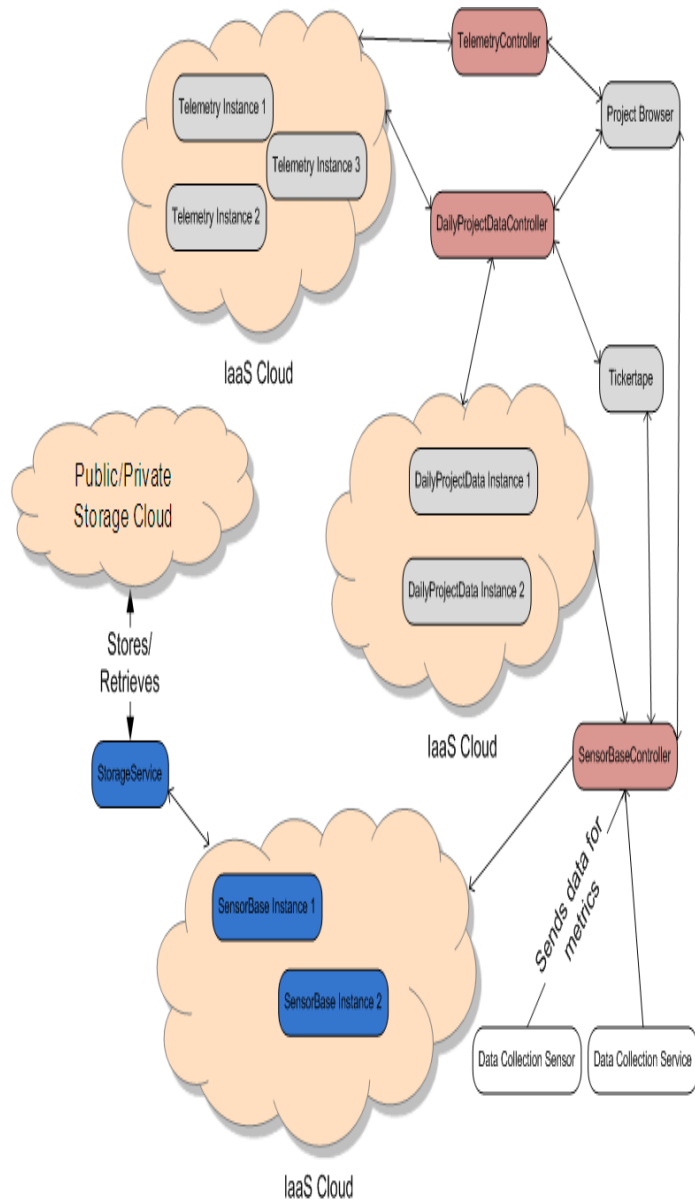 TelemetryController
Telemetry Instance 1
Project Browser
Telemetry Instance 3
Telemetry Instance 2
DailyProjectDataController
IaaS Cloud
Tickertape
Public/Private
Storage Cloud
DailyProjectData Instance 1
DailyProjectData Instance 2
Stores/
Retrieves
IaaS Cloud
StorageService
SensorBaseController
Sends data for
metrics
SensorBase Instance 1
SensorBase Instance 2
Data Collection Sensor
Data Collection Service
IaaS Cloud